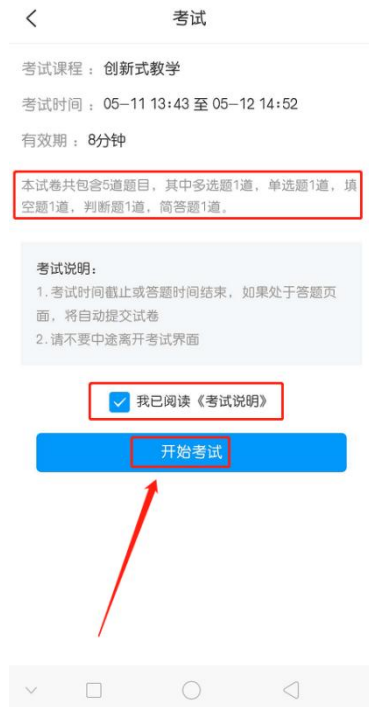 考试
考试课程：创新式教学
考试时间：05-11 13:43 至 05-12 14:52
有效期：8分钟
本试卷共包含5道题目，其中多选题1道，单选题1道，填
空题1道，判断题1道，简答题1道。
考试说明：
1.考试时间截止或答题时间结束，如果处于答题页
面，将自动提交试卷
2.请不要中途离开考试界面
我已阅读《考试说明》
开始考试